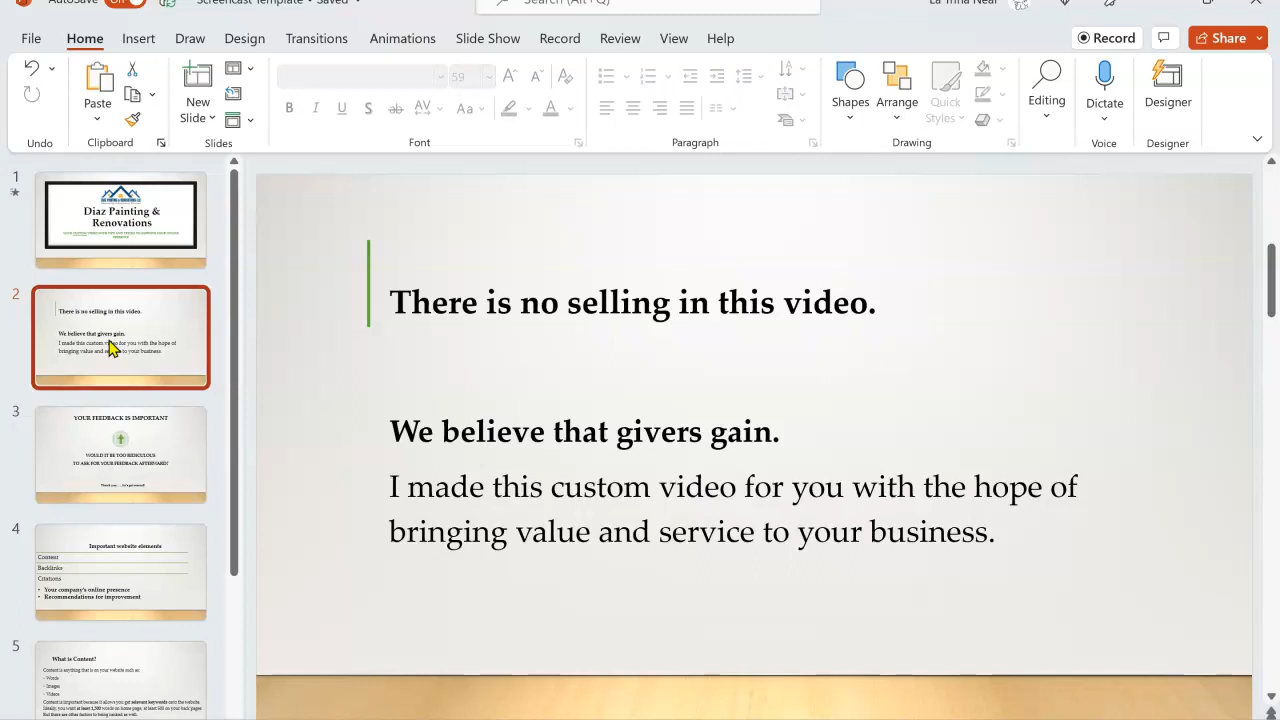 AutoSave On Screencast Template • Saved Search (Alt+Q) La'Trina Neal
File Home Insert Draw Design Transitions Animations Slide Show Record Review View Help Record Share
Paste New Slide B I U S ab AV Aa A Shapes Arrange Quick Styles Editing Dictate Designer
Undo Clipboard Slides Font Paragraph Drawing Voice Designer
1
Diaz Painting &
Renovations
2
There is no selling in this video.
We believe that givers gain.
I made this custom video for you with the hope of
bringing value and service to your business.
3
YOUR FEEDBACK IS IMPORTANT
WOULD IT BE TOO RIDICULOUS
TO ASK FOR YOUR FEEDBACK AFTERWARD?
4
Important website elements
Content
Backlinks
Citations
• Your company's online presence
• Recommendations for improvement
5
What is Content?
Content is anything that is on your website such as:
- Words
- Images
- Videos
Content is important because it allows you get relevant keywords onto the website.
Ideally, you want at least 1,500 words on home page, at least 500 on your back pages.
But there are other factors to being ranked as well.
There is no selling in this video.
We believe that givers gain.
I made this custom video for you with the hope of
bringing value and service to your business.